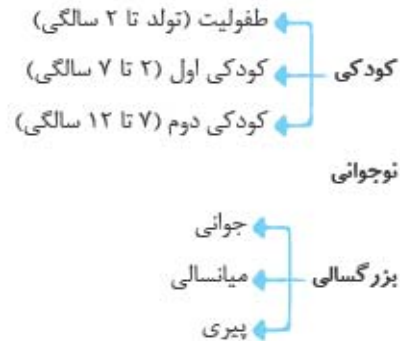 طفولیت (تولد تا ۲ سالگی)
کودکی
کودکی اول (۲ تا ۷ سالگی)
کودکی دوم (۷ تا ۱۲ سالگی)
نوجوانی
جوانی
بزرگسالی
میانسالی
پیری